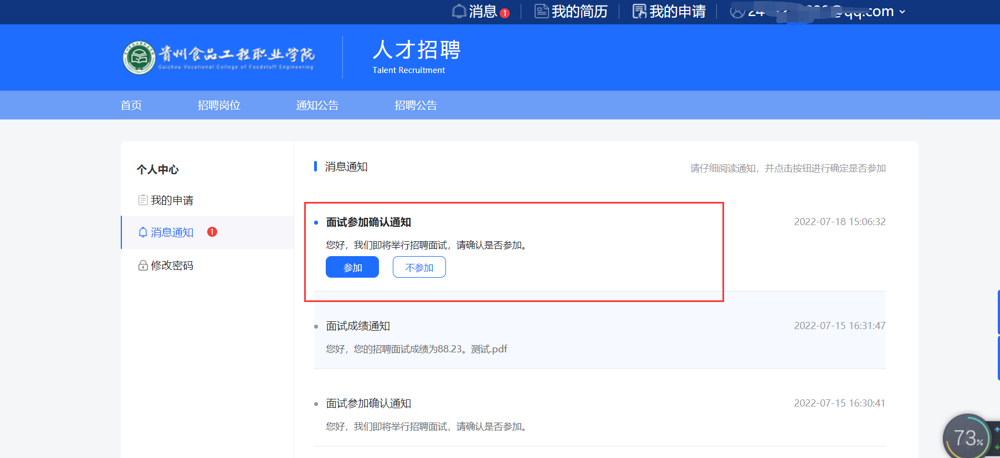 消息 1
我的简历
我的申请
qq.com
贵州食品工程职业学院
Guizhou Vocational College of Foodstuff Engineering
人才招聘
Talent Recruitment
首页
招聘岗位
通知公告
招聘公告
个人中心
我的申请
消息通知 1
修改密码
消息通知
请仔细阅读通知，并点击按钮进行确定是否参加
面试参加确认通知
2022-07-18 15:06:32
您好，我们即将举行招聘面试，请确认是否参加。
参加
不参加
面试成绩通知
2022-07-15 16:31:47
您好，您的招聘面试成绩为88.23。测试.pdf
面试参加确认通知
2022-07-15 16:30:41
您好，我们即将举行招聘面试，请确认是否参加。
73%